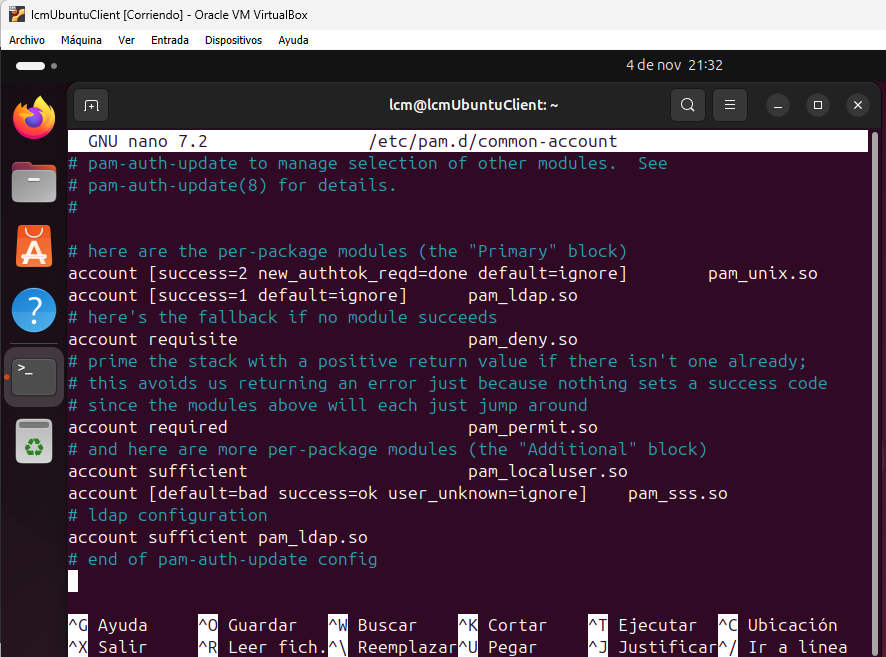 lcmUbuntuClient [Corriendo] - Oracle VM VirtualBox
Archivo Máquina Ver Entrada Dispositivos Ayuda
4 de nov 21:32
lcm@lcmUbuntuClient: ~
GNU nano 7.2 /etc/pam.d/common-account
# pam-auth-update to manage selection of other modules. See
# pam-auth-update(8) for details.
#
# here are the per-package modules (the "Primary" block)
account [success=2 new_authtok_reqd=done default=ignore] pam_unix.so
account [success=1 default=ignore] pam_ldap.so
# here's the fallback if no module succeeds
account requisite pam_deny.so
# prime the stack with a positive return value if there isn't one already;
# this avoids us returning an error just because nothing sets a success code
# since the modules above will each just jump around
account required pam_permit.so
# and here are more per-package modules (the "Additional" block)
account sufficient pam_localuser.so
account [default=bad success=ok user_unknown=ignore] pam_sss.so
# ldap configuration
account sufficient pam_ldap.so
# end of pam-auth-update config
^G Ayuda ^O Guardar ^W Buscar ^K Cortar ^T Ejecutar ^C Ubicación
^X Salir ^R Leer fich. ^\ Reemplazar ^U Pegar ^J Justificar ^/ Ir a línea